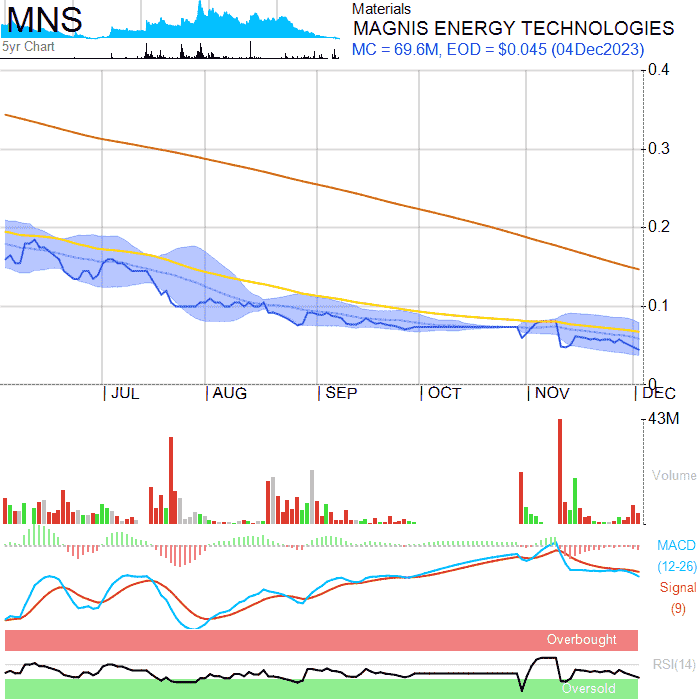 MNS
5yr Chart
Materials
MAGNIS ENERGY TECHNOLOGIES
MC = 69.6M, EOD = $0.045 (04Dec2023)
0.4
0.3
0.2
0.1
0
JUL AUG SEP OCT NOV DEC
43M
Volume
MACD
(12-26)
Signal
(9)
Overbought
RSI(14)
Oversold